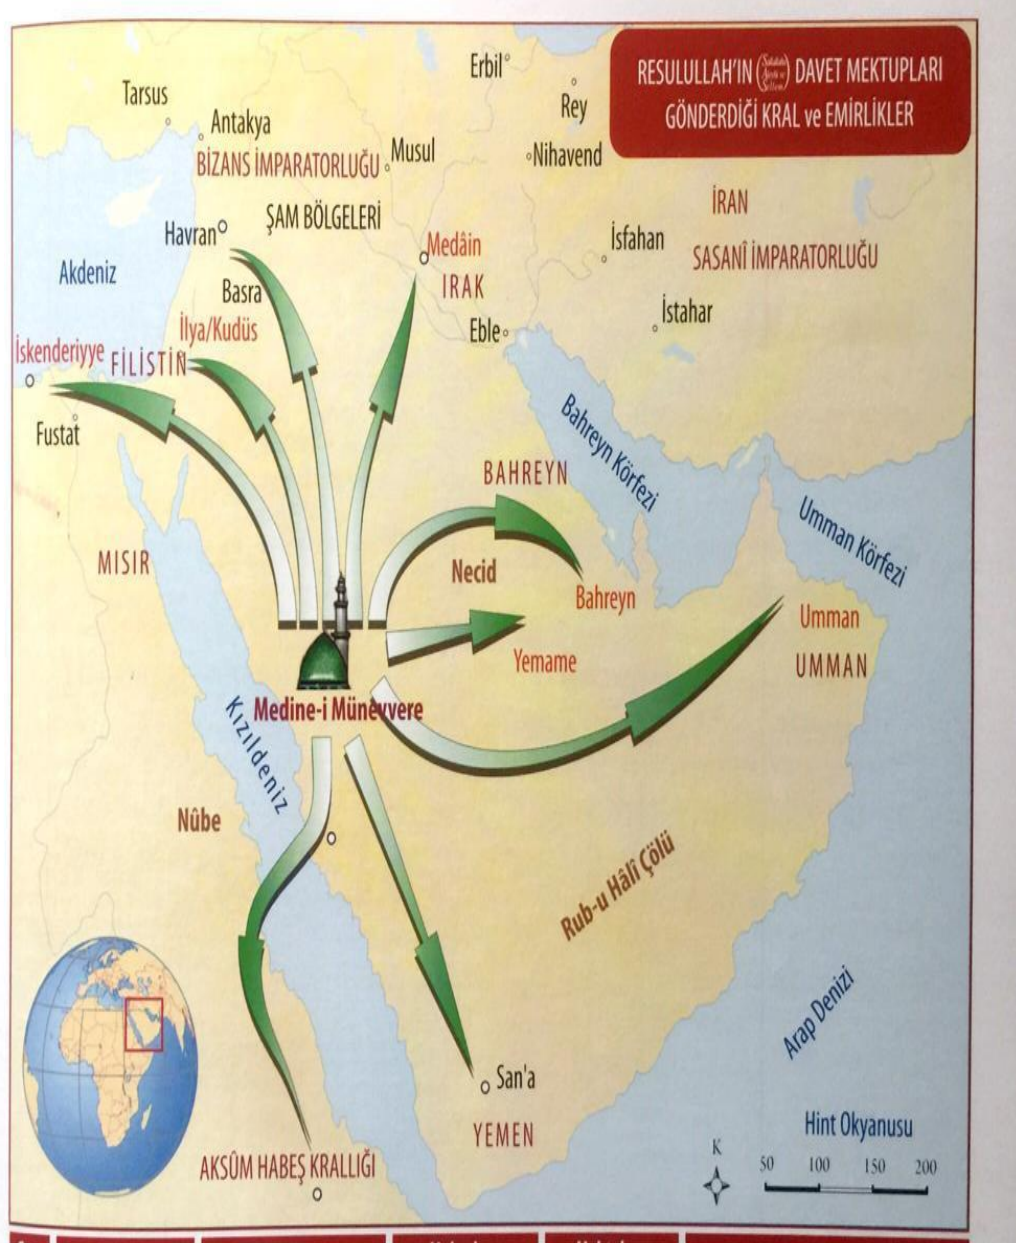 RESULULLAH'IN DAVET MEKTUPLARI
GÖNDERDİĞİ KRAL ve EMİRLİKLER
Erbil
Rey
Tarsus
Antakya
Musul
Nihavend
BİZANS İMPARATORLUĞU
İRAN
ŞAM BÖLGELERİ
Havran
Medâin
İsfahan
SASANÎ İMPARATORLUĞU
Akdeniz
IRAK
Basra
İstahar
İlya/Kudüs
Eble
İskenderiyye
FİLİSTİN
Fustat
Bahreyn Körfezi
BAHREYN
Umman Körfezi
MISIR
Necid
Bahreyn
Umman
Yemame
UMMAN
Medine-i Münevvere
Kızıldeniz
Nûbe
Rub-u Hâlî Çölü
Arap Denizi
San'a
YEMEN
Hint Okyanusu
K
50 100 150 200
AKSÛM HABEŞ KRALLIĞI